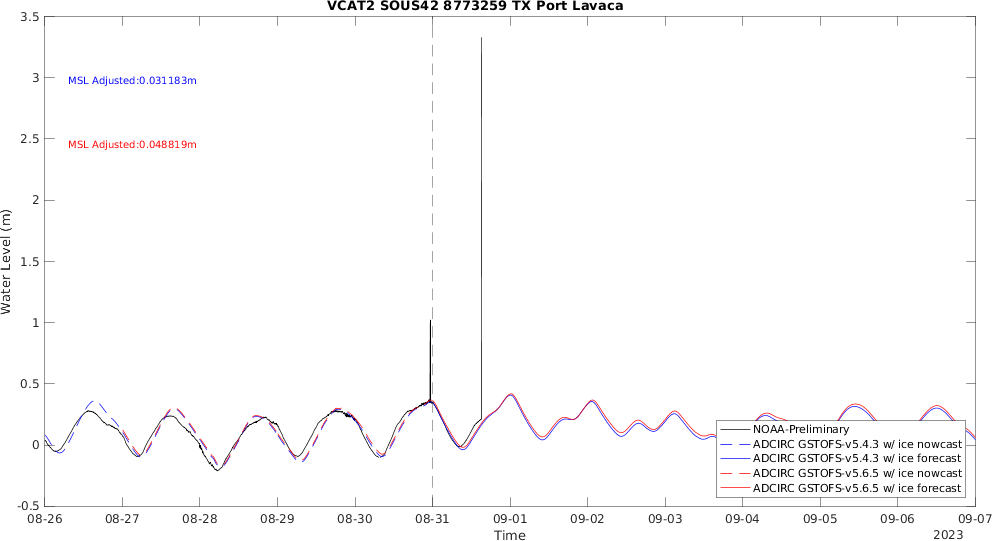 VCAT2 SOUS42 8773259 TX Port Lavaca
3.5
3
2.5
2
1.5
1
0.5
0
-0.5
Water Level (m)
MSL Adjusted:0.031183m
MSL Adjusted:0.048819m
NOAA-Preliminary
ADCIRC GSTOFS-v5.4.3 w/ ice nowcast
ADCIRC GSTOFS-v5.4.3 w/ ice forecast
ADCIRC GSTOFS-v5.6.5 w/ ice nowcast
ADCIRC GSTOFS-v5.6.5 w/ ice forecast
08-26 08-27 08-28 08-29 08-30 08-31 09-01 09-02 09-03 09-04 09-05 09-06 09-07
Time
2023